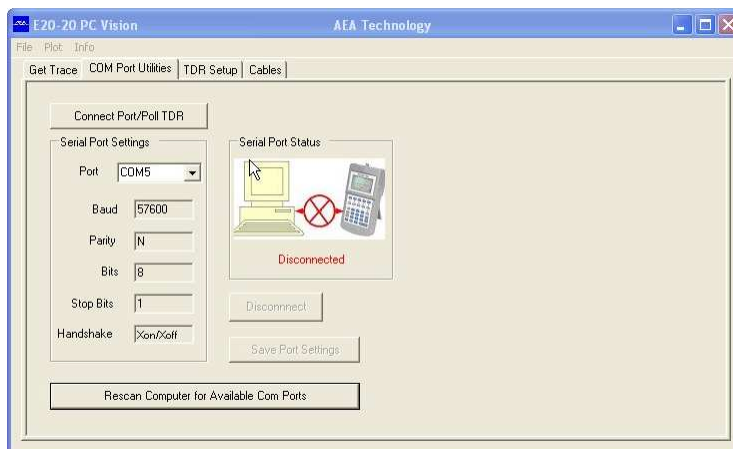 E20-20 PC Vision AEA Technology
File Plot Info
Get Trace COM Port Utilities TDR Setup Cables
Connect Port/Poll TDR
Serial Port Settings
Port COM5
Baud 57600
Parity N
Bits 8
Stop Bits 1
Handshake Xon/Xoff
Serial Port Status
Disconnected
Disconnnect
Save Port Settings
Rescan Computer for Available Com Ports